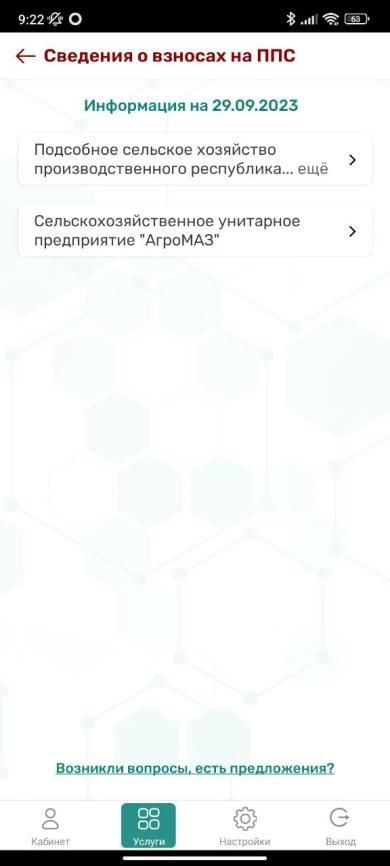 9:22
63
Сведения о взносах на ППС
Информация на 29.09.2023
Подсобное сельское хозяйство
производственного республика... ещё
Сельскохозяйственное унитарное
предприятие "АгроМАЗ"
Возникли вопросы, есть предложения?
Кабинет
Услуги
Настройки
Выход